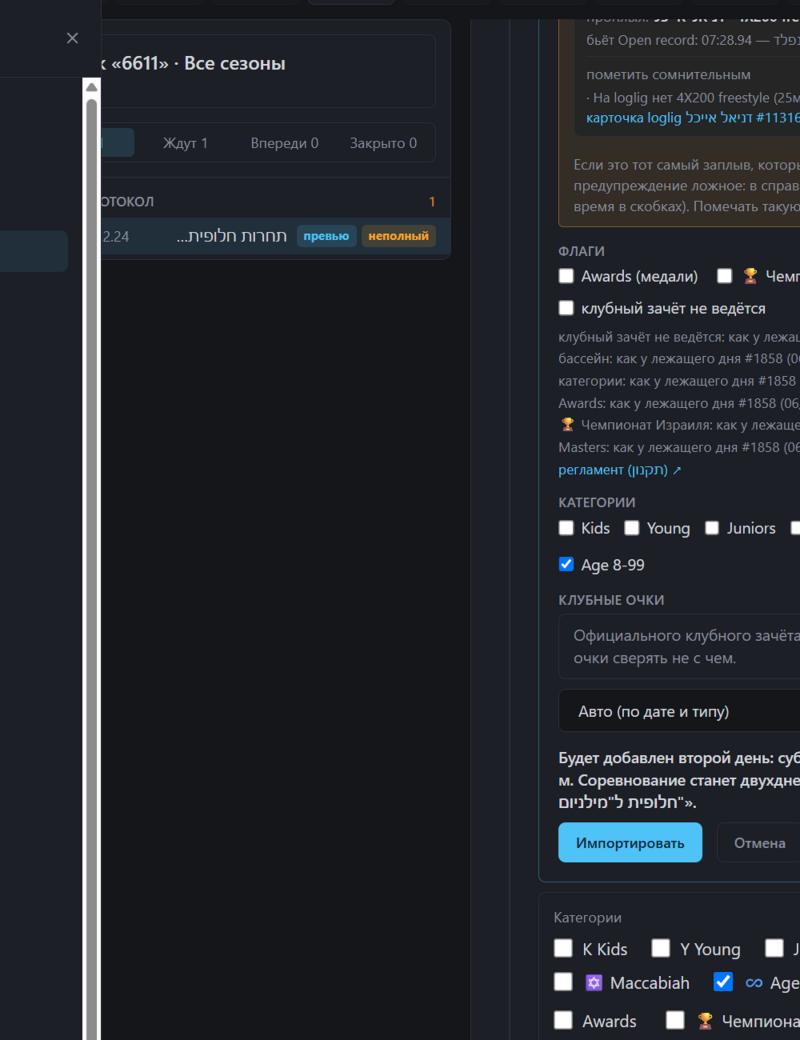 ×
к «6611» · Все сезоны
Ждут 1
Впереди 0
Закрыто 0
ОТОКОЛ
1
2.24
תחרות חלופית...
превью
неполный
бьёт Open record: 07:28.94 —
пометить сомнительным
· На loglig нет 4X200 freestyle (25м
карточка loglig דניאל אייכל #11316
Если это тот самый заплыв, которы
предупреждение ложное: в справ
время в скобках). Помечать такую
ФЛАГИ
Awards (медали)
🏆 Чемп
клубный зачёт не ведётся
клубный зачёт не ведётся: как у лежащ
бассейн: как у лежащего дня #1858 (06
категории: как у лежащего дня #1858
Awards: как у лежащего дня #1858 (06
🏆 Чемпионат Израиля: как у лежаще
Masters: как у лежащего дня #1858 (06
регламент (תקנון) ↗
КАТЕГОРИИ
Kids
Young
Juniors
Age 8-99
КЛУБНЫЕ ОЧКИ
Официального клубного зачёта
очки сверять не с чем.
Авто (по дате и типу)
Будет добавлен второй день: суб
м. Соревнование станет двухдне
חלופית ל"מילניום"».
Импортировать
Отмена
Категории
K Kids
Y Young
J
Maccabiah
∞ Age
Awards
🏆 Чемпиона